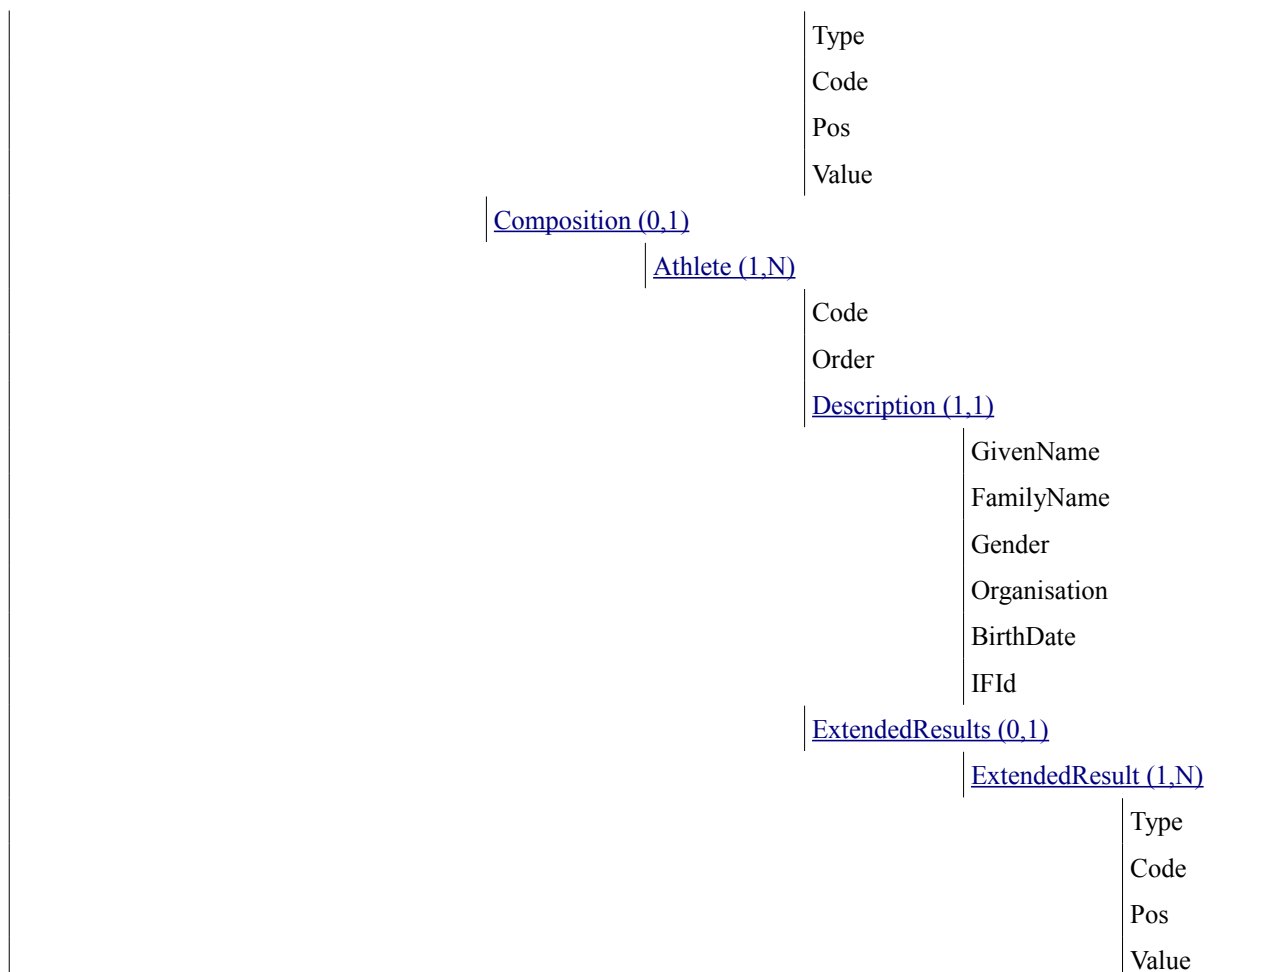 Type
Code
Pos
Value
Composition (0,1)
Athlete (1,N)
Code
Order
Description (1,1)
GivenName
FamilyName
Gender
Organisation
BirthDate
IFId
ExtendedResults (0,1)
ExtendedResult (1,N)
Type
Code
Pos
Value